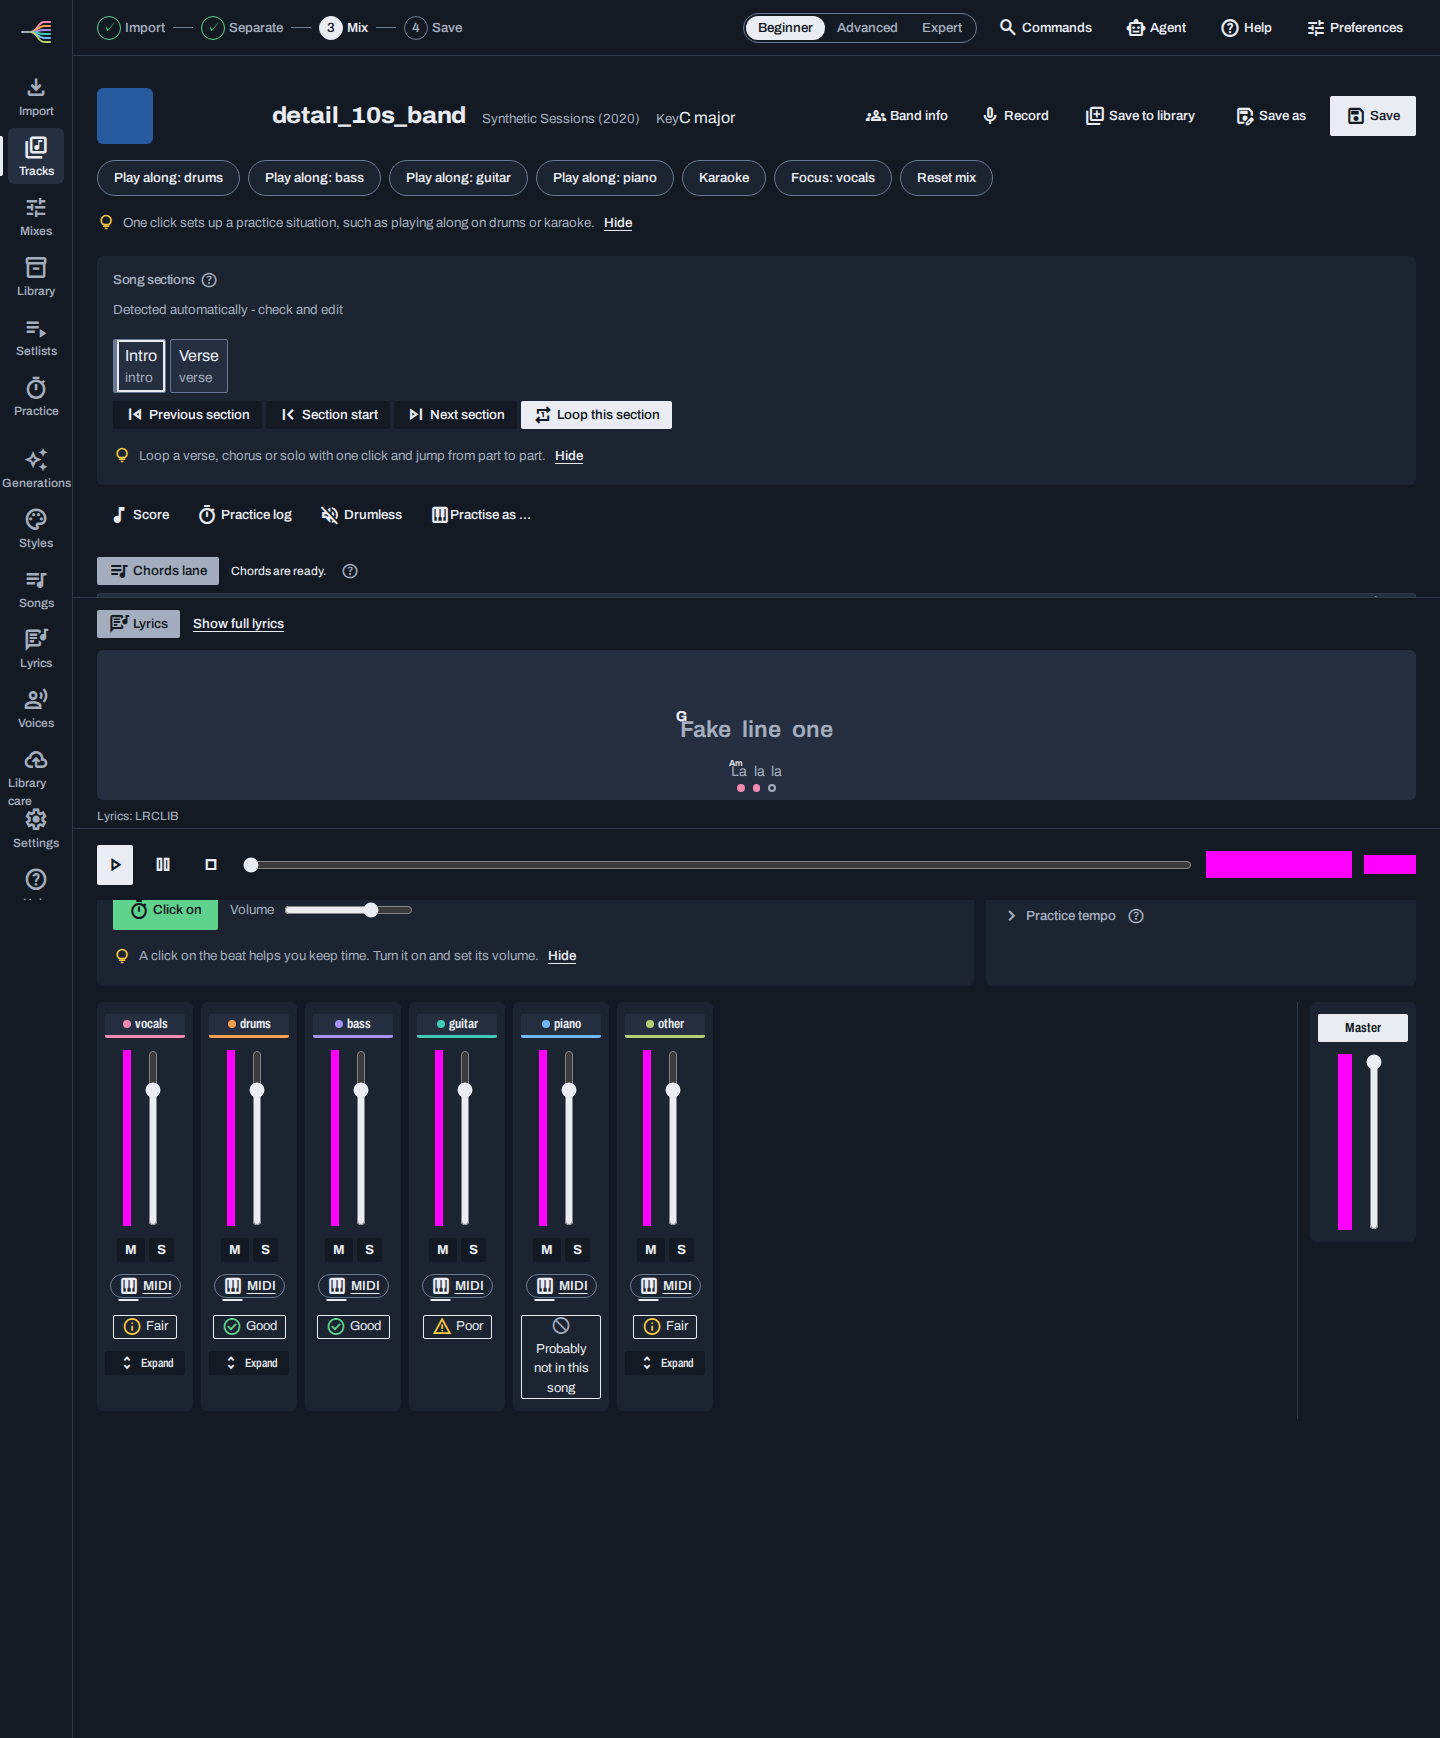 Import
Separate
3 Mix
4 Save
Beginner
Advanced
Expert
Commands
Agent
Help
Preferences
Import
Tracks
Mixes
Library
Setlists
Practice
Generations
Styles
Songs
Lyrics
Voices
Library
care
Settings
detail_10s_band
Synthetic Sessions (2020)
Key C major
Band info
Record
Save to library
Save as
Save
Play along: drums
Play along: bass
Play along: guitar
Play along: piano
Karaoke
Focus: vocals
Reset mix
One click sets up a practice situation, such as playing along on drums or karaoke. Hide
Song sections
Detected automatically - check and edit
Intro
intro
Verse
verse
Previous section
Section start
Next section
Loop this section
Loop a verse, chorus or solo with one click and jump from part to part. Hide
Score
Practice log
Drumless
Practise as ...
Chords lane
Chords are ready.
Lyrics
Show full lyrics
G
Fake line one
Am
La la la
Lyrics: LRCLIB
Click on
Volume
Practice tempo
A click on the beat helps you keep time. Turn it on and set its volume. Hide
vocals
drums
bass
guitar
piano
other
Master
M S
M S
M S
M S
M S
M S
MIDI
MIDI
MIDI
MIDI
MIDI
MIDI
Fair
Good
Good
Poor
Probably
not in this
song
Fair
Expand
Expand
Expand